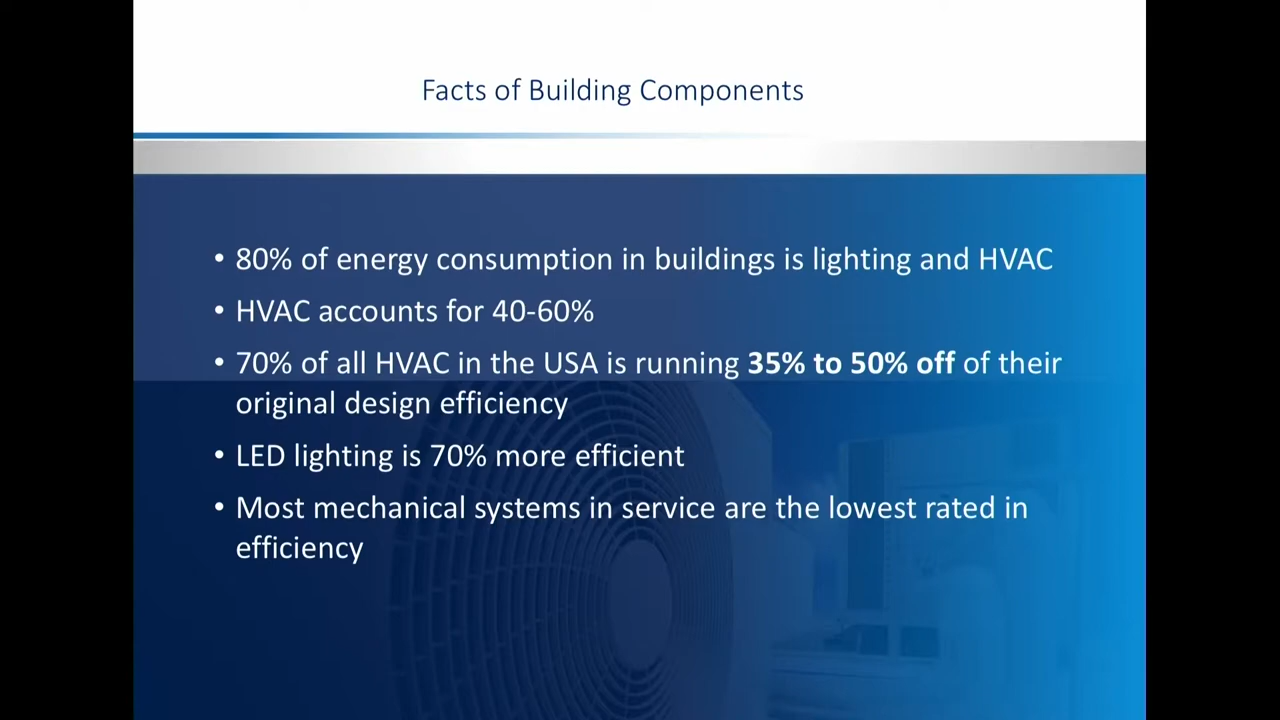 Facts of Building Components
• 80% of energy consumption in buildings is lighting and HVAC
• HVAC accounts for 40-60%
• 70% of all HVAC in the USA is running 35% to 50% off of their
original design efficiency
• LED lighting is 70% more efficient
• Most mechanical systems in service are the lowest rated in
efficiency